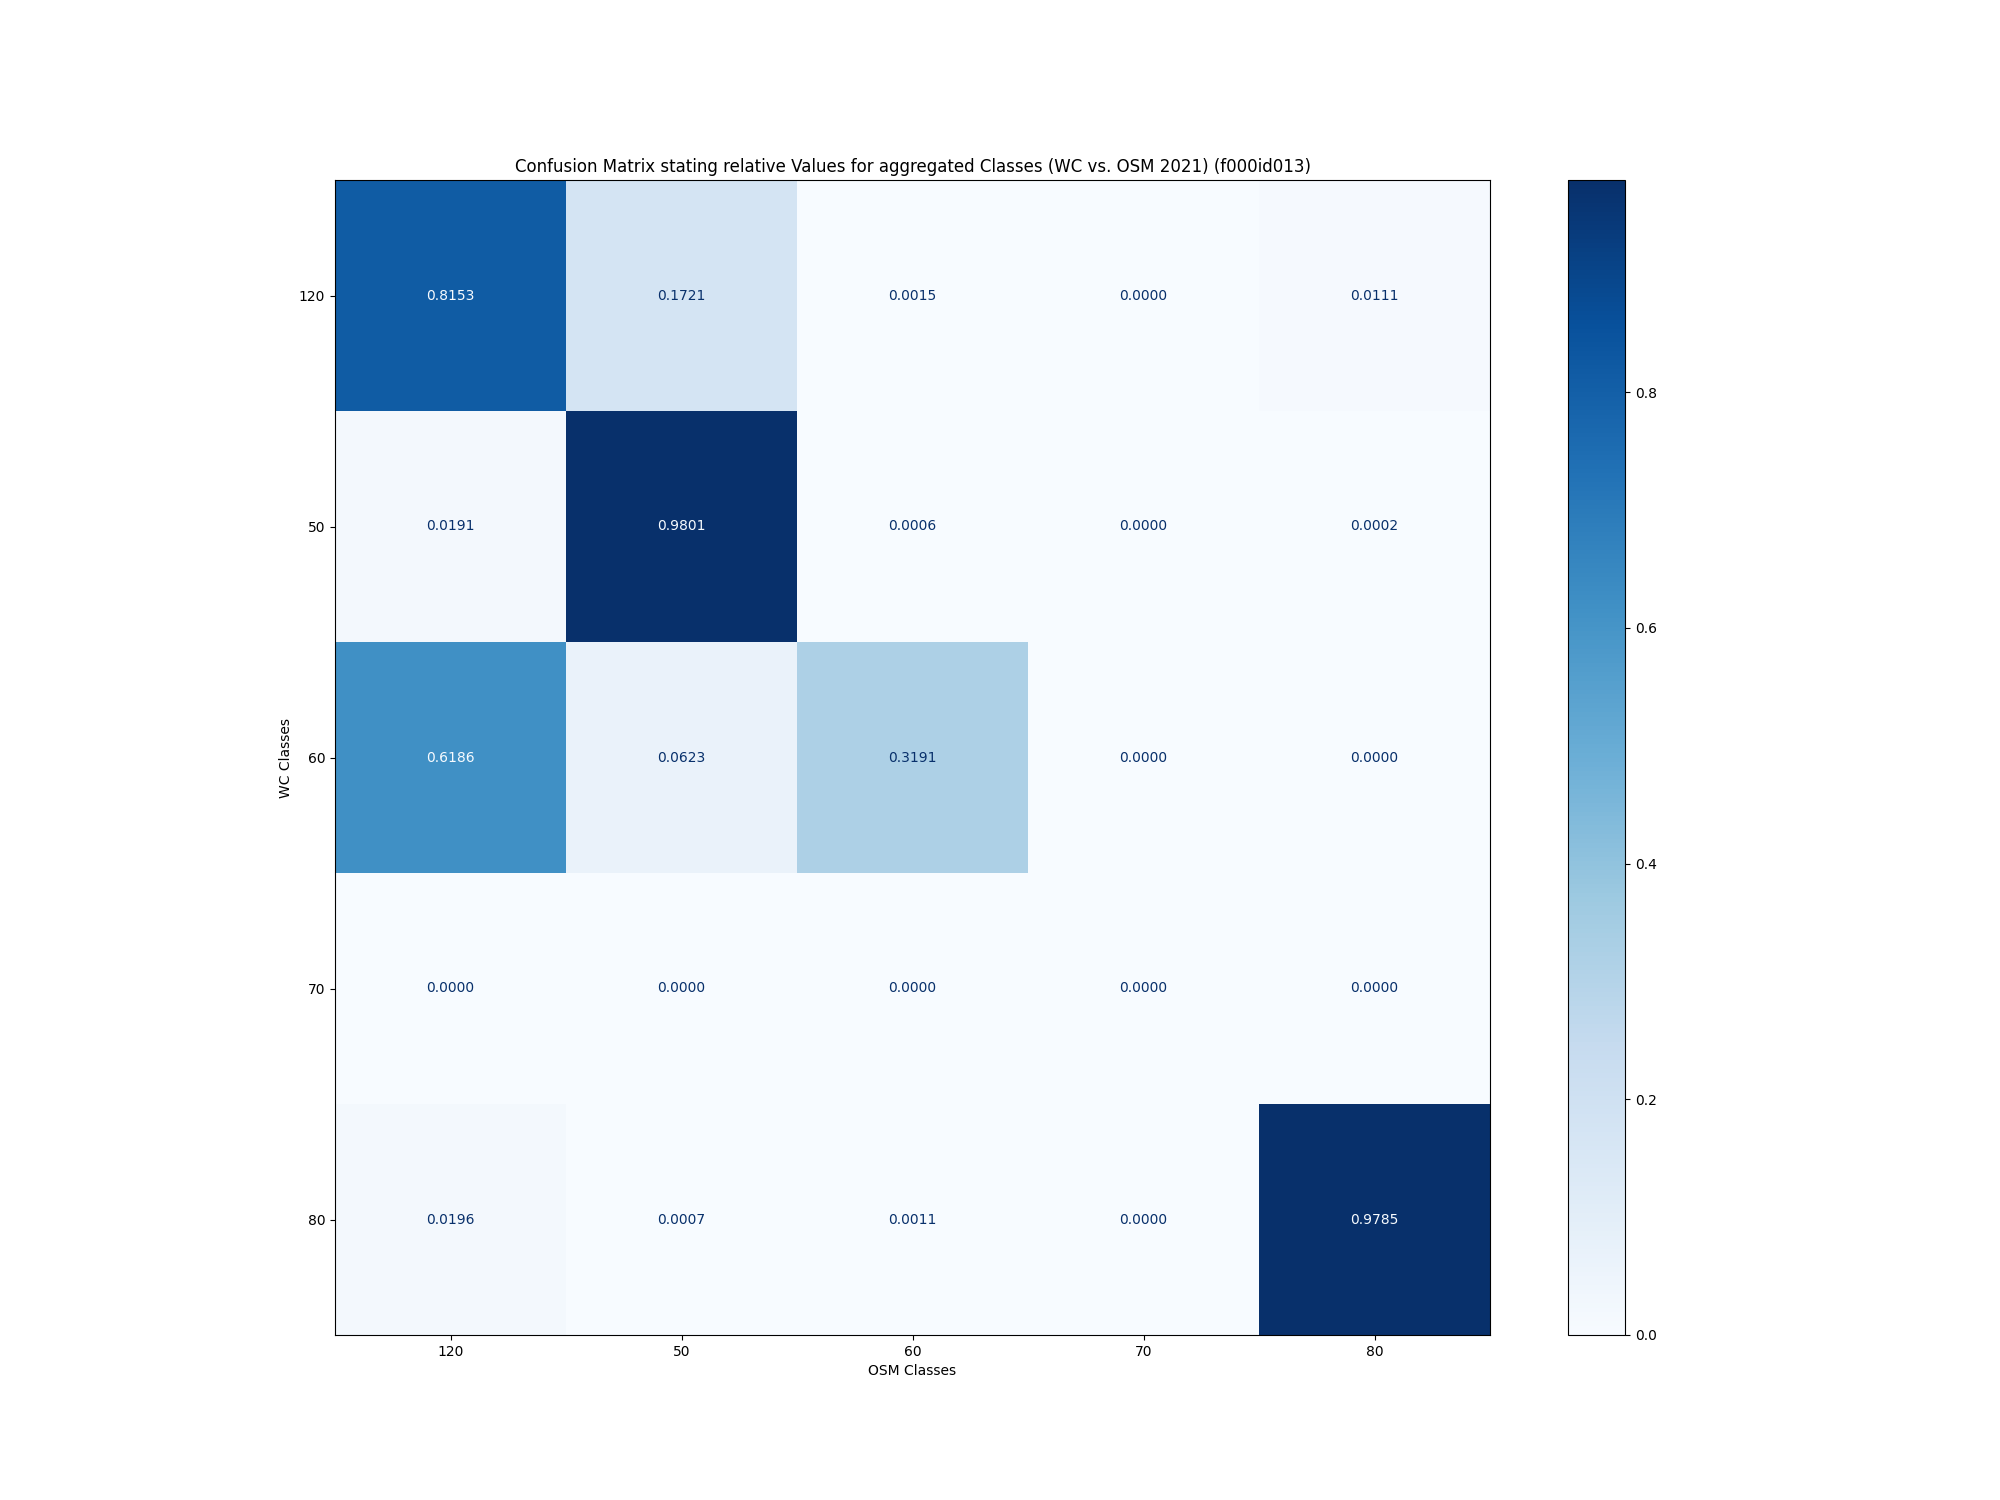 Confusion Matrix stating relative Values for aggregated Classes (WC vs. OSM 2021) (f000id013)
120 0.8153 0.1721 0.0015 0.0000 0.0111
50 0.0191 0.9801 0.0006 0.0000 0.0002
60 0.6186 0.0623 0.3191 0.0000 0.0000
70 0.0000 0.0000 0.0000 0.0000 0.0000
80 0.0196 0.0007 0.0011 0.0000 0.9785
WC Classes
120 50 60 70 80
OSM Classes
0.8
0.6
0.4
0.2
0.0